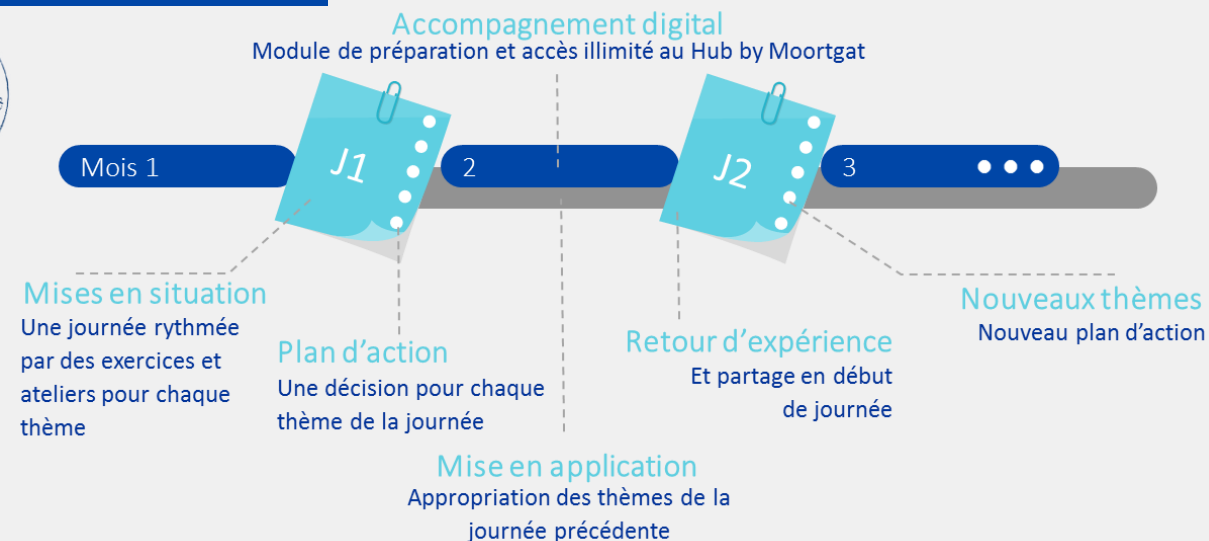 Accompagnement digital
Module de préparation et accès illimité au Hub by Moortgat
Mois 1
J1
2
J2
3
Mises en situation
Une journée rythmée
par des exercices et
ateliers pour chaque
thème
Plan d’action
Une décision pour chaque
thème de la journée
Retour d’expérience
Et partage en début
de journée
Nouveaux thèmes
Nouveau plan d’action
Mise en application
Appropriation des thèmes de la
journée précédente